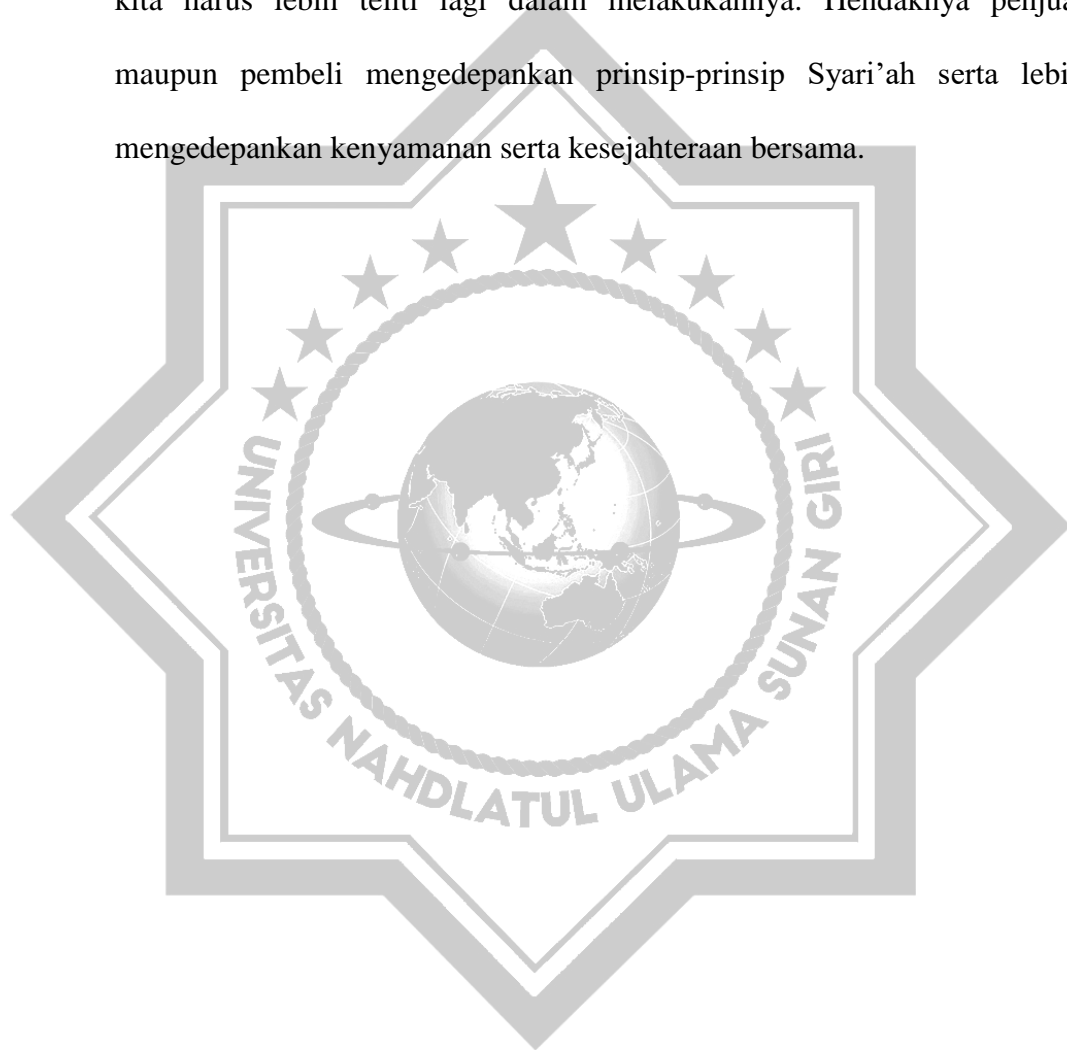 kita harus lebih teliti lagi dalam melakukannya. Hendaknya
maupun pembeli mengedepankan prinsip-prinsip Syari’ah serta
mengedepankan kenyamanan serta kesejahteraan bersama.
UNIVERSITAS NAHDLATUL ULAMA SUNAN GIRI